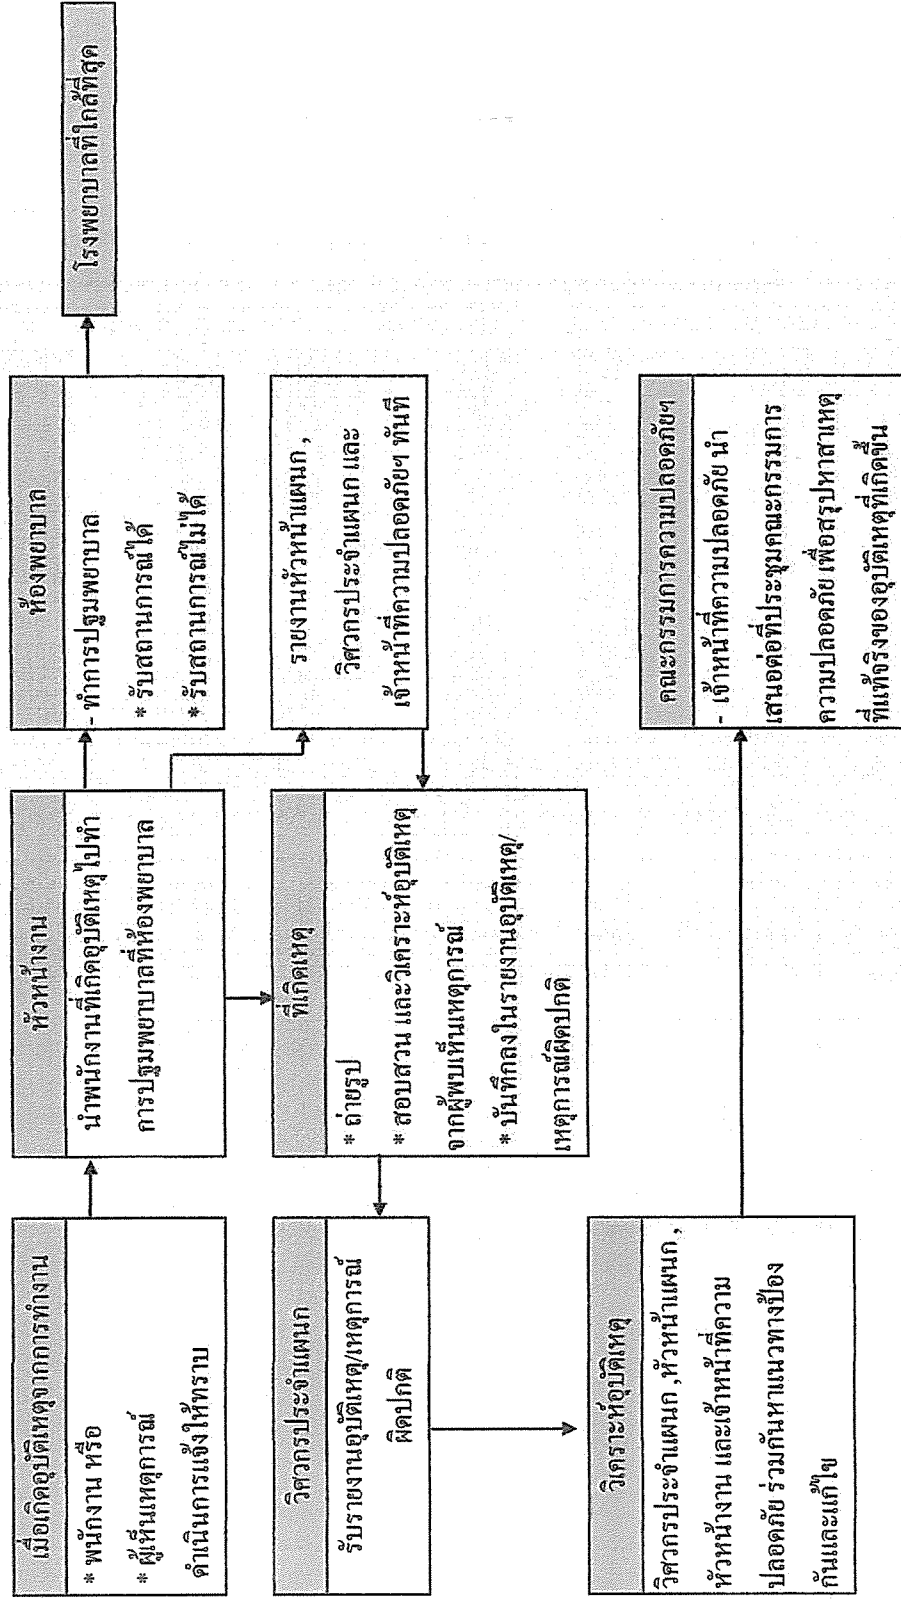 เมื่อเกิดอุบัติเหตุจากการทำงาน
* พนักงาน หรือ
* ผู้เห็นเหตุการณ์
ดำเนินการแจ้งให้ทราบ
หัวหน้างาน
นำพนักงานที่เกิดอุบัติเหตุไปทำ
การปฐมพยาบาลที่ห้องพยาบาล
ห้องพยาบาล
- ทำการปฐมพยาบาล
* รับสถานการณ์ได้
* รับสถานการณ์ไม่ได้
โรงพยาบาลที่ใกล้ที่สุด
รายงานหัวหน้าแผนก ,
วิศวกรประจำแผนก และ
เจ้าหน้าที่ความปลอดภัยฯ ทันที
ที่เกิดเหตุ
* ถ่ายรูป
* สอบสวน และวิเคราะห์อุบัติเหตุ
จากผู้พบเห็นเหตุการณ์
* บันทึกลงในรายงานอุบัติเหตุ/
เหตุการณ์ผิดปกติ
วิศวกรประจำแผนก
รับรายงานอุบัติเหตุ/เหตุการณ์
ผิดปกติ
วิเคราะห์อุบัติเหตุ
วิศวกรประจำแผนก ,หัวหน้าแผนก ,
หัวหน้างาน และเจ้าหน้าที่ความ
ปลอดภัย ร่วมกันหาแนวทางป้อง
กันและแก้ไข
คณะกรรมการความปลอดภัยฯ
- เจ้าหน้าที่ความปลอดภัย นำ
เสนอต่อที่ประชุมคณะกรรมการ
ความปลอดภัย เพื่อสรุปหาสาเหตุ
ที่แท้จริงของอุบัติเหตุที่เกิดขึ้น